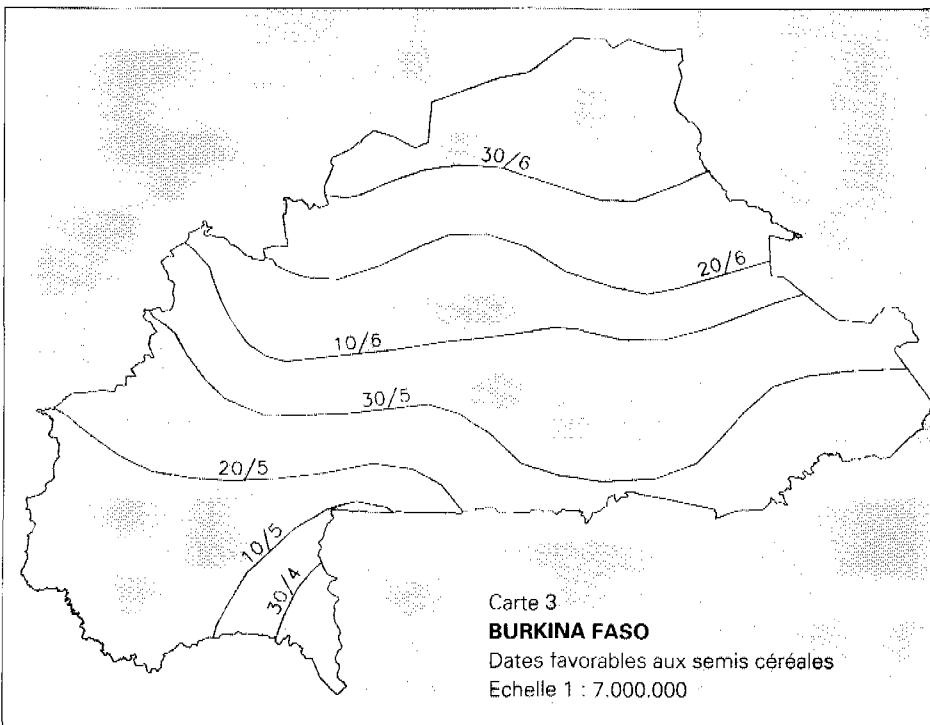 30/6
20/6
10/6
30/5
20/5
10/5
30/4
Carte 3
BURKINA FASO
Dates favorables aux semis céréales
Echelle 1 : 7.000.000